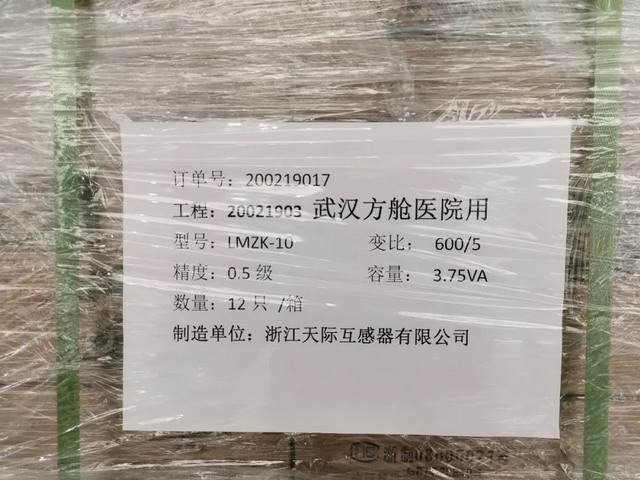 订单号：200219017
工程：20021903 武汉方舱医院用
型号：LMZK-10 变比： 600/5
精度：0.5 级 容量： 3.75VA
数量：12 只 /箱
制造单位：浙江天际互感器有限公司